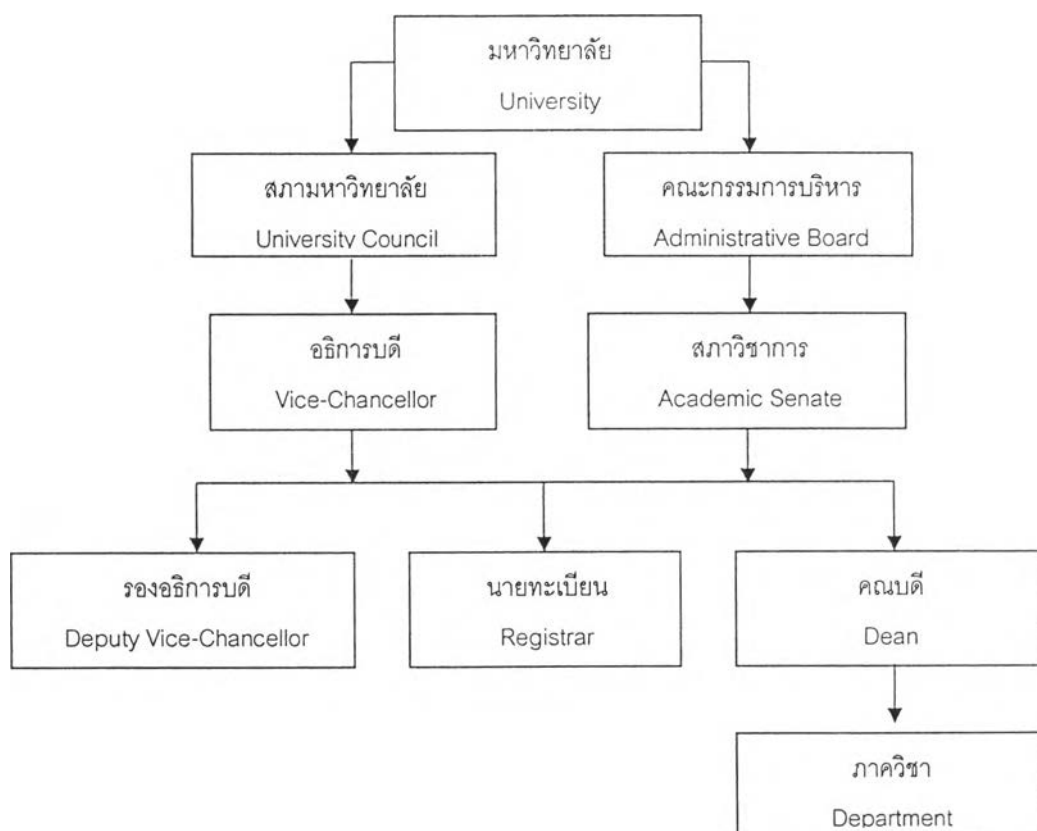 มหาวิทยาลัย
University
สภามหาวิทยาลัย
University Council
คณะกรรมการบริหาร
Administrative Board
อธิการบดี
Vice-Chancellor
สภาวิชาการ
Academic Senate
รองอธิการบดี
Deputy Vice-Chancellor
นายทะเบียน
Registrar
คณบดี
Dean
ภาควิชา
Department